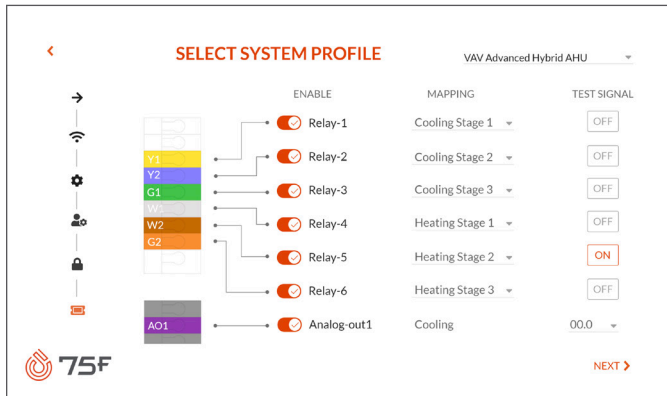 SELECT SYSTEM PROFILE
VAV Advanced Hybrid AHU
ENABLE MAPPING TEST SIGNAL
Relay-1 Cooling Stage 1 OFF
Y1 Relay-2 Cooling Stage 2 OFF
Y2
G1 Relay-3 Cooling Stage 3 OFF
W1 Relay-4 Heating Stage 1 OFF
W2
G2 Relay-5 Heating Stage 2 ON
Relay-6 Heating Stage 3 OFF
AO1 Analog-out1 Cooling 00.0
75F
NEXT